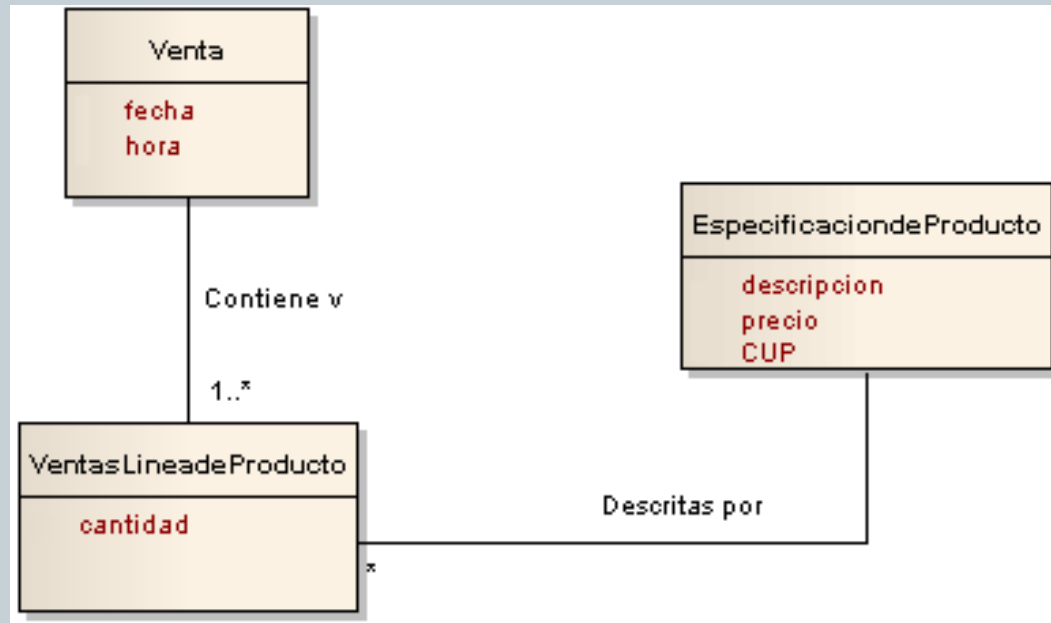 Venta
fecha
hora
Contiene v
1..*
VentasLineadeProducto
cantidad
*
Descritas por
EspecificaciondeProducto
descripcion
precio
CUP